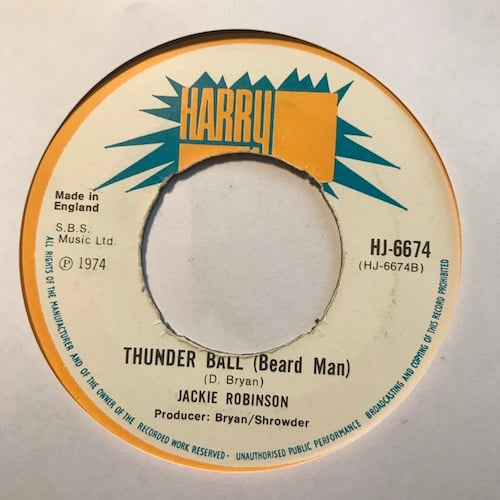 HARRY
Made in
England
S.B.S.
Music Ltd.
Ⓟ 1974
HJ-6674
(HJ-6674B)
THUNDER BALL (Beard Man)
(D. Bryan)
JACKIE ROBINSON
Producer: Bryan/Shrowder
ALL RIGHTS OF THE MANUFACTURER AND OF THE OWNER OF THE RECORDED WORK RESERVED - UNAUTHORISED PUBLIC PERFORMANCE BROADCASTING AND COPYING OF THIS RECORD PROHIBITED